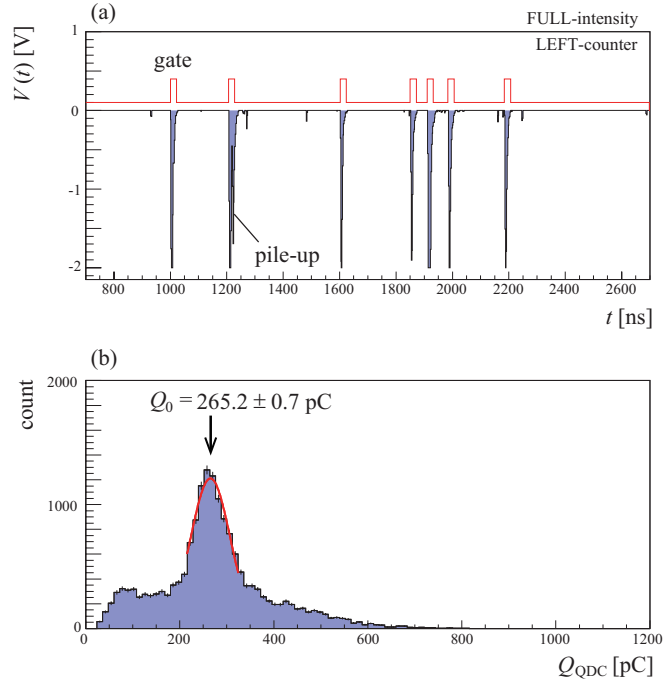 (a)
FULL-intensity
LEFT-counter
gate
V(t) [V]
1
0
-1
-2
pile-up
800 1000 1200 1400 1600 1800 2000 2200 2400 2600
t [ns]
(b)
count
2000
1000
0
Q0 = 265.2 ± 0.7 pC
0 200 400 600 800 1000 1200
QQDC [pC]